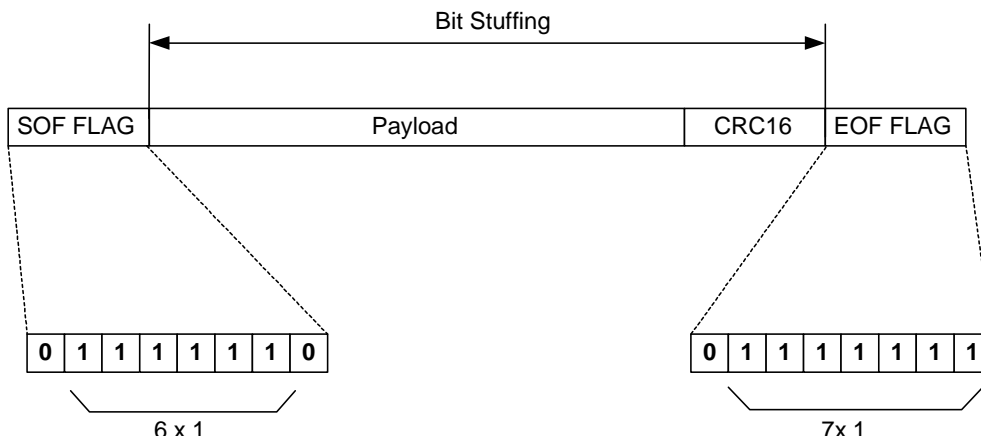 Bit Stuffing
SOF FLAG Payload CRC16 EOF FLAG
0 1 1 1 1 1 1 0 0 1 1 1 1 1 1 1
6 x 1 7x 1